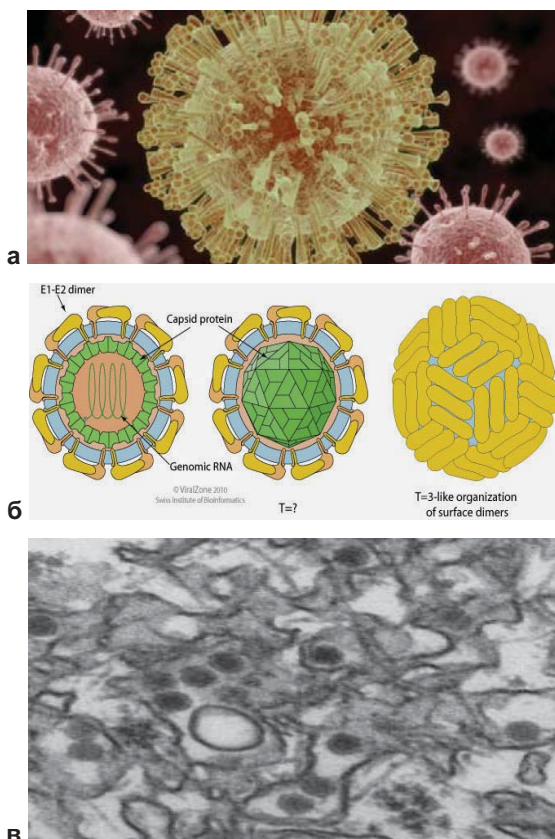 а
E1-E2 dimer
Capsid protein
Genomic RNA
© ViralZone 2010
Swiss Institute of Bioinformatics
T=?
T=3-like organization
of surface dimers
б
в